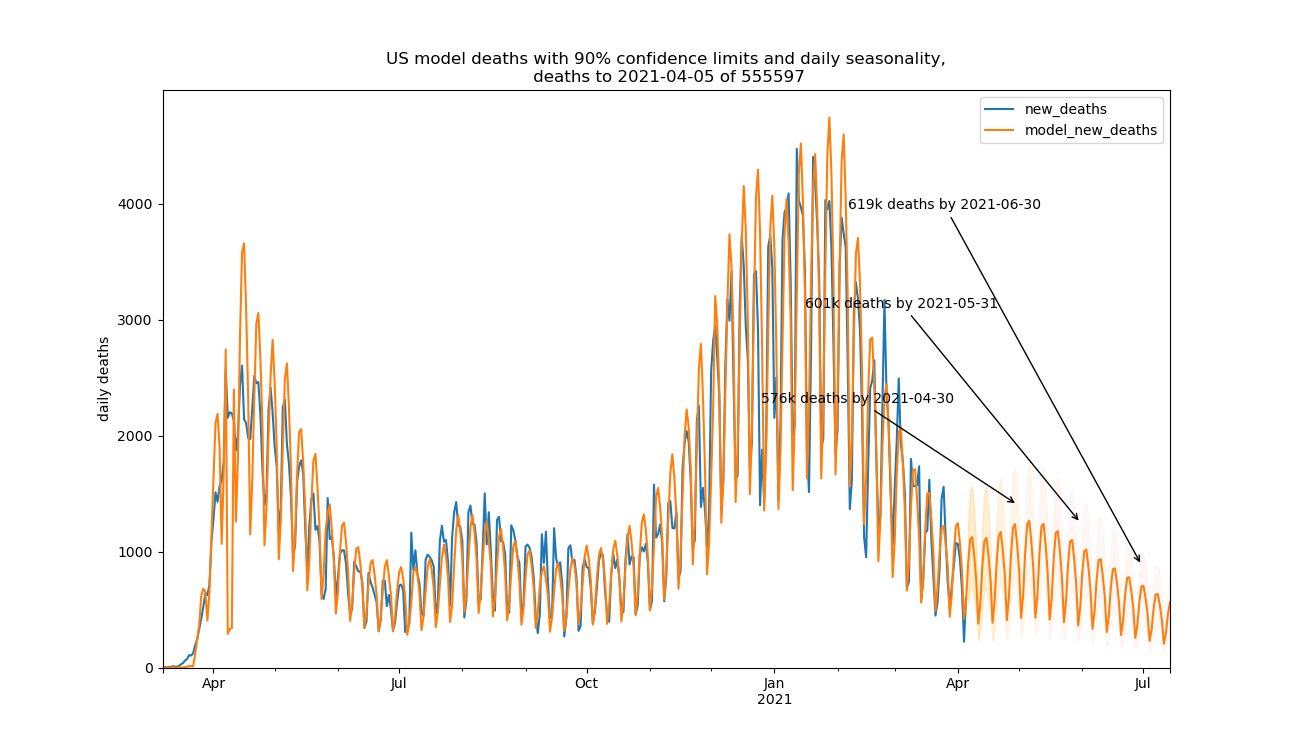 US model deaths with 90% confidence limits and daily seasonality,
deaths to 2021-04-05 of 555597
new_deaths
model_new_deaths
619k deaths by 2021-06-30
601k deaths by 2021-05-31
576k deaths by 2021-04-30
daily deaths
4000
3000
2000
1000
0
Apr
Jul
Oct
Jan
2021
Apr
Jul